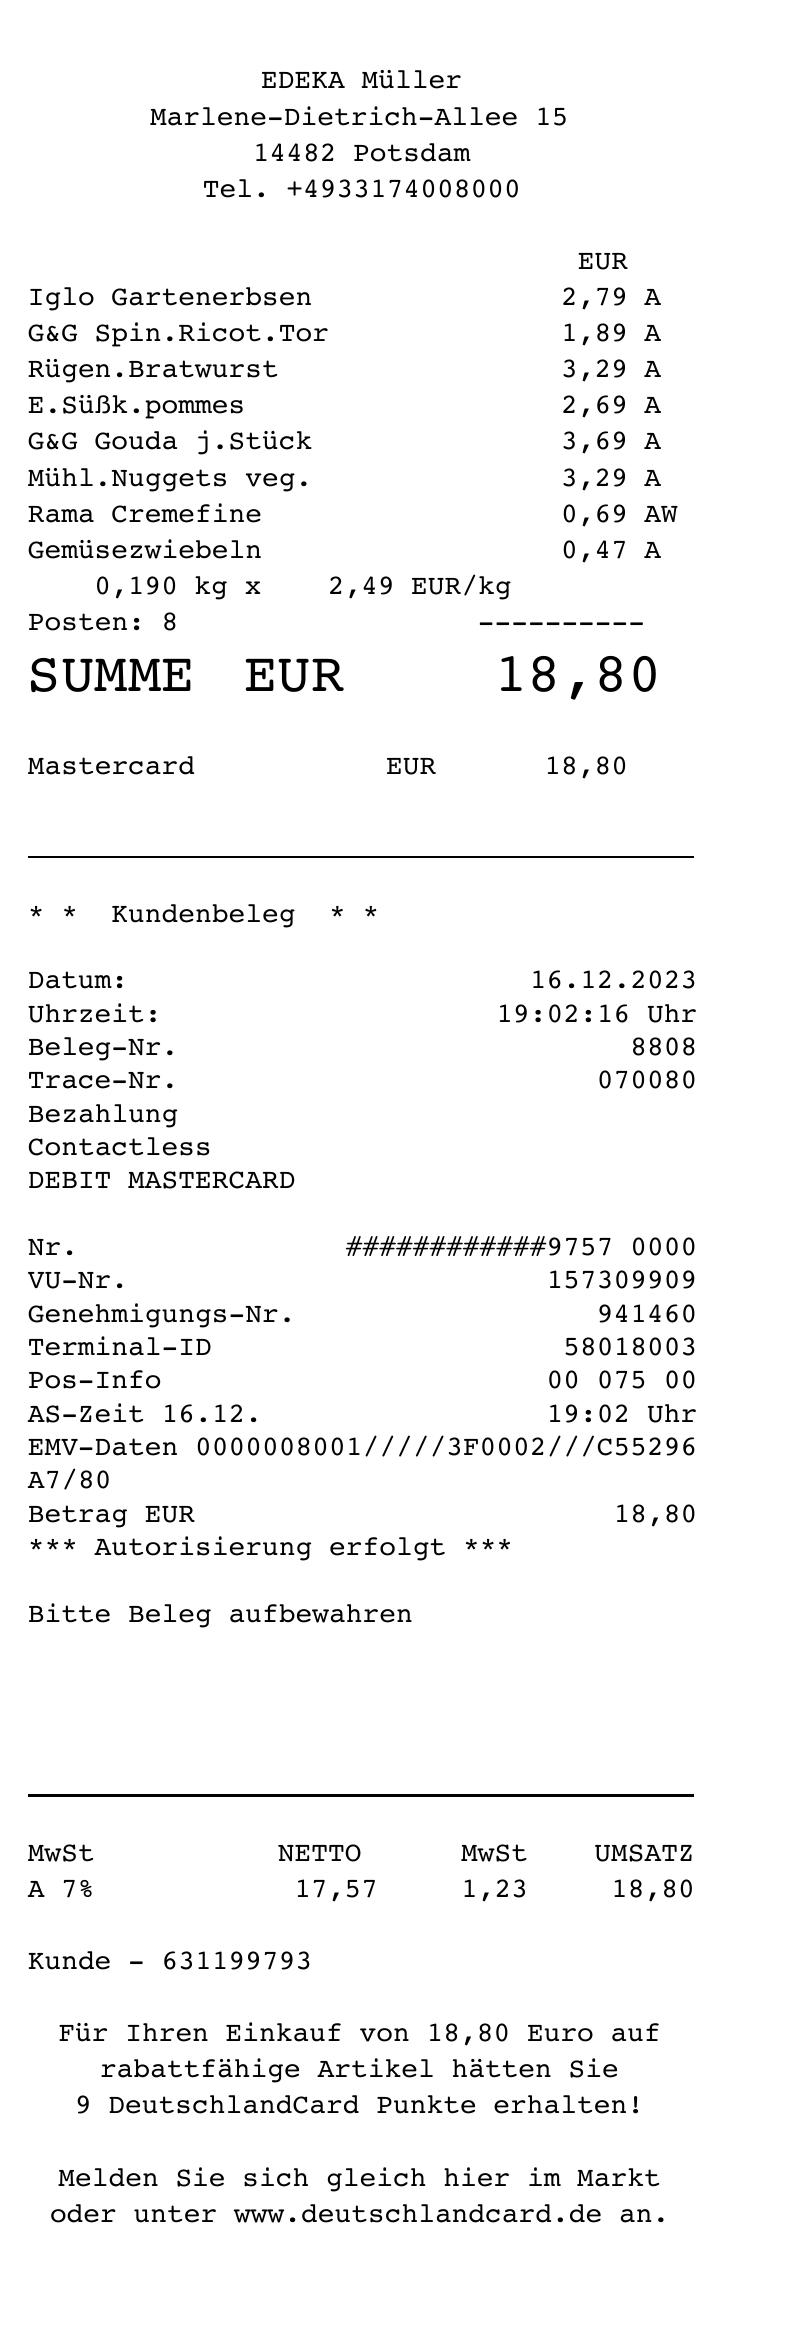 EDEKA Müller
Marlene-Dietrich-Allee 15
14482 Potsdam
Tel. +4933174008000
EUR
Iglo Gartenerbsen 2,79 A
G&G Spin.Ricot.Tor 1,89 A
Rügen.Bratwurst 3,29 A
E.Süßk.pommes 2,69 A
G&G Gouda j.Stück 3,69 A
Mühl.Nuggets veg. 3,29 A
Rama Cremefine 0,69 AW
Gemüsezwiebeln 0,47 A
0,190 kg x 2,49 EUR/kg
Posten: 8 ----------
SUMME EUR 18,80
Mastercard EUR 18,80
* * Kundenbeleg * *
Datum: 16.12.2023
Uhrzeit: 19:02:16 Uhr
Beleg-Nr. 8808
Trace-Nr. 070080
Bezahlung
Contactless
DEBIT MASTERCARD
Nr. ############9757 0000
VU-Nr. 157309909
Genehmigungs-Nr. 941460
Terminal-ID 58018003
Pos-Info 00 075 00
AS-Zeit 16.12. 19:02 Uhr
EMV-Daten 0000008001/////3F0002///C55296
A7/80
Betrag EUR 18,80
*** Autorisierung erfolgt ***
Bitte Beleg aufbewahren
MwSt NETTO MwSt UMSATZ
A 7% 17,57 1,23 18,80
Kunde - 631199793
Für Ihren Einkauf von 18,80 Euro auf
rabattfähige Artikel hätten Sie
9 DeutschlandCard Punkte erhalten!
Melden Sie sich gleich hier im Markt
oder unter www.deutschlandcard.de an.